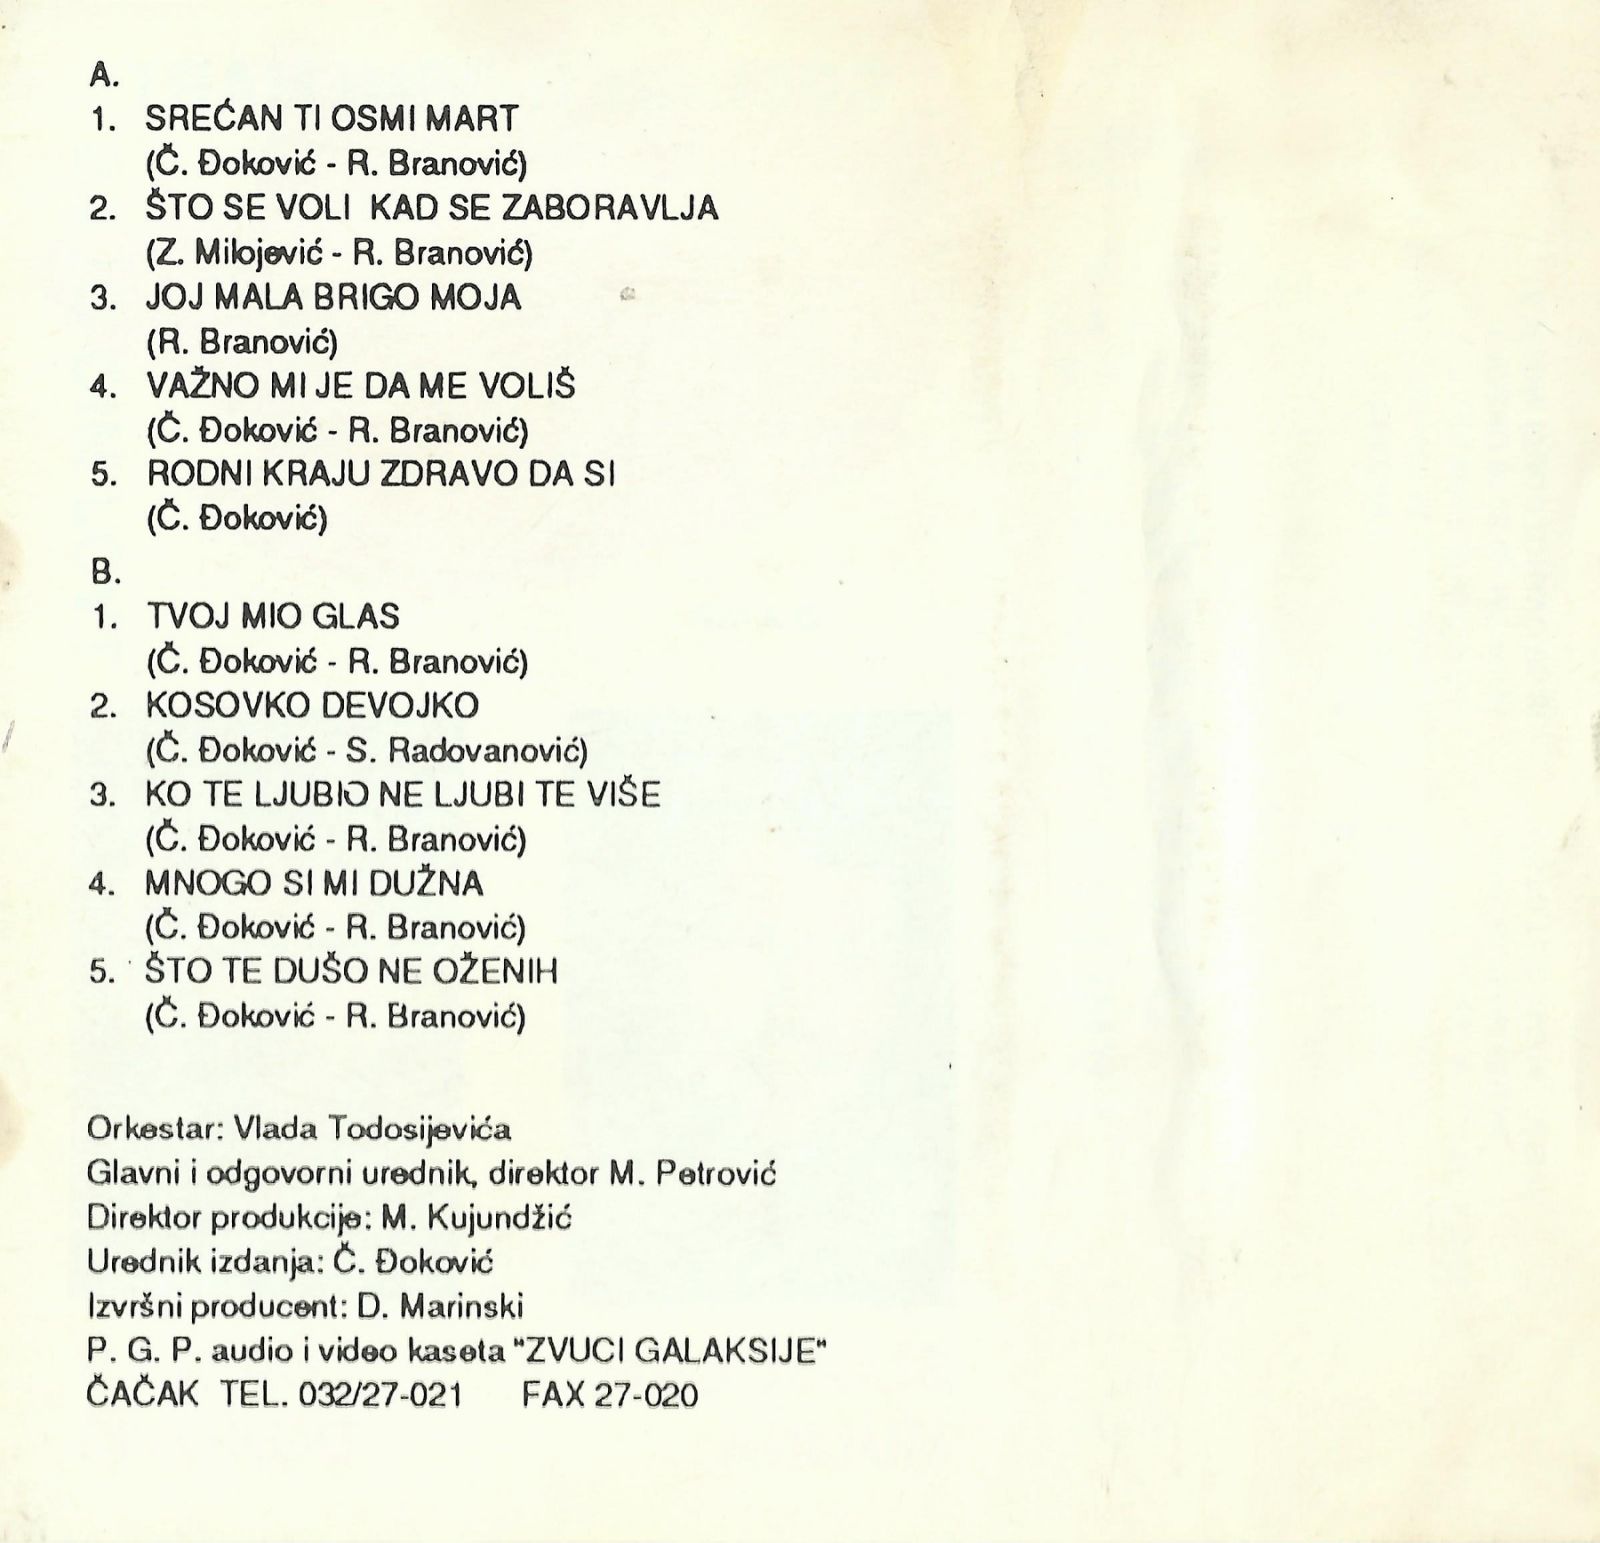 A.
1. SREĆAN TI OSMI MART
(Č. Đoković - R. Branović)
2. ŠTO SE VOLI KAD SE ZABORAVLJA
(Z. Milojević - R. Branović)
3. JOJ MALA BRIGO MOJA
(R. Branović)
4. VAŽNO MI JE DA ME VOLIŠ
(Č. Đoković - R. Branović)
5. RODNI KRAJU ZDRAVO DA SI
(Č. Đoković)
B.
1. TVOJ MIO GLAS
(Č. Đoković - R. Branović)
2. KOSOVKO DEVOJKO
(Č. Đoković - S. Radovanović)
3. KO TE LJUBIO NE LJUBI TE VIŠE
(Č. Đoković - R. Branović)
4. MNOGO SI MI DUŽNA
(Č. Đoković - R. Branović)
5. ŠTO TE DUŠO NE OŽENIH
(Č. Đoković - R. Branović)
Orkestar: Vlada Todosijevića
Glavni i odgovorni urednik, direktor M. Petrović
Direktor produkcije: M. Kujundžić
Urednik izdanja: Č. Đoković
Izvršni producent: D. Marinski
P. G. P. audio i video kaseta "ZVUCI GALAKSIJE"
ČAČAK TEL. 032/27-021 FAX 27-020